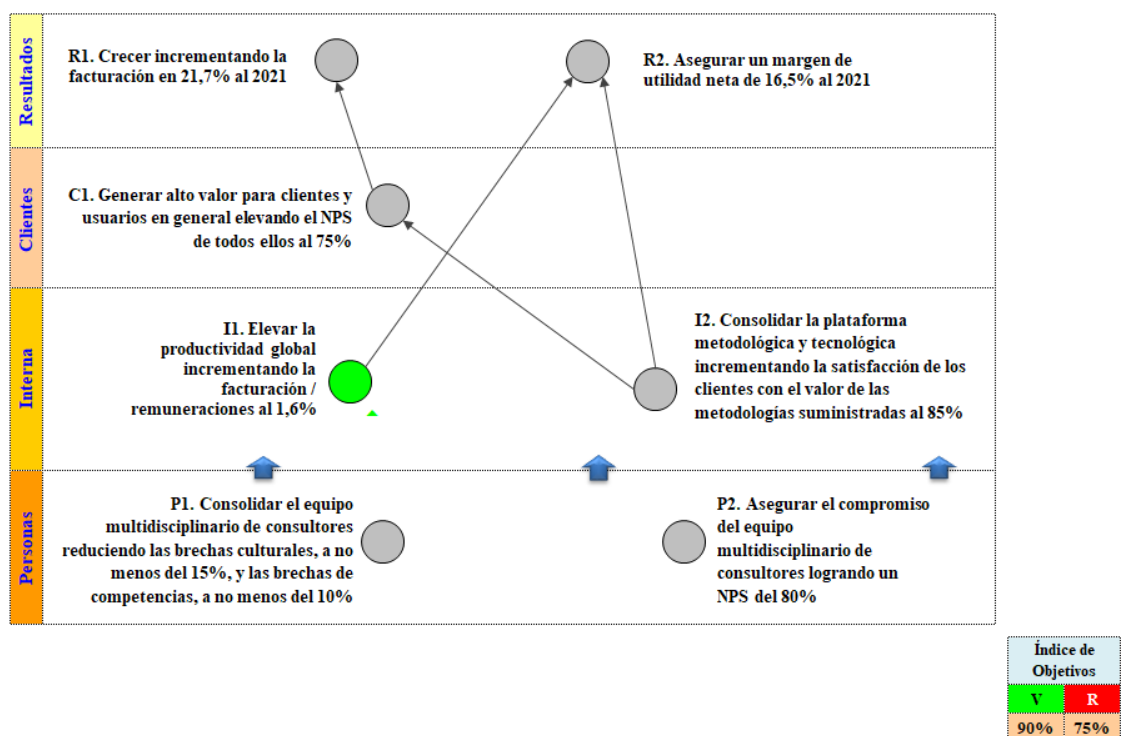 Resultados
R1. Crecer incrementando la
facturación en 21,7% al 2021
R2. Asegurar un margen de
utilidad neta de 16,5% al 2021
Clientes
C1. Generar alto valor para clientes y
usuarios en general elevando el NPS
de todos ellos al 75%
Interna
I1. Elevar la
productividad global
incrementando la
facturación /
remuneraciones al 1,6%
I2. Consolidar la plataforma
metodológica y tecnológica
incrementando la satisfacción de los
clientes con el valor de las
metodologías suministradas al 85%
Personas
P1. Consolidar el equipo
multidisciplinario de consultores
reduciendo las brechas culturales, a no
menos del 15%, y las brechas de
competencias, a no menos del 10%
P2. Asegurar el compromiso
del equipo
multidisciplinario de
consultores logrando un
NPS del 80%
Índice de
Objetivos
V R
90% 75%